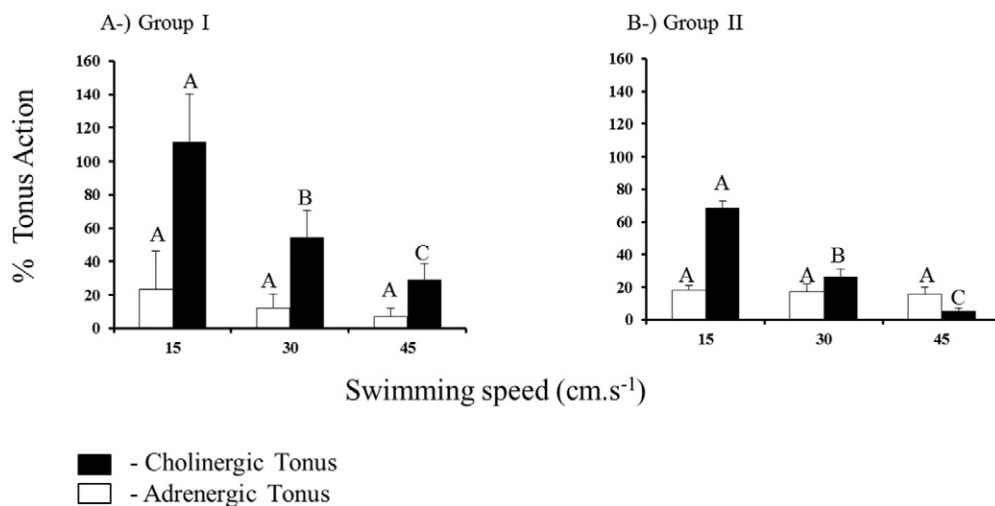 A-) Group I
B-) Group II
% Tonus Action
160
140
120
100
80
60
40
20
0
A
A
A
B
A
C
15
30
45
160
140
120
100
80
60
40
20
0
A
A
A
B
A
C
15
30
45
Swimming speed (cm.s⁻¹)
- Cholinergic Tonus
- Adrenergic Tonus